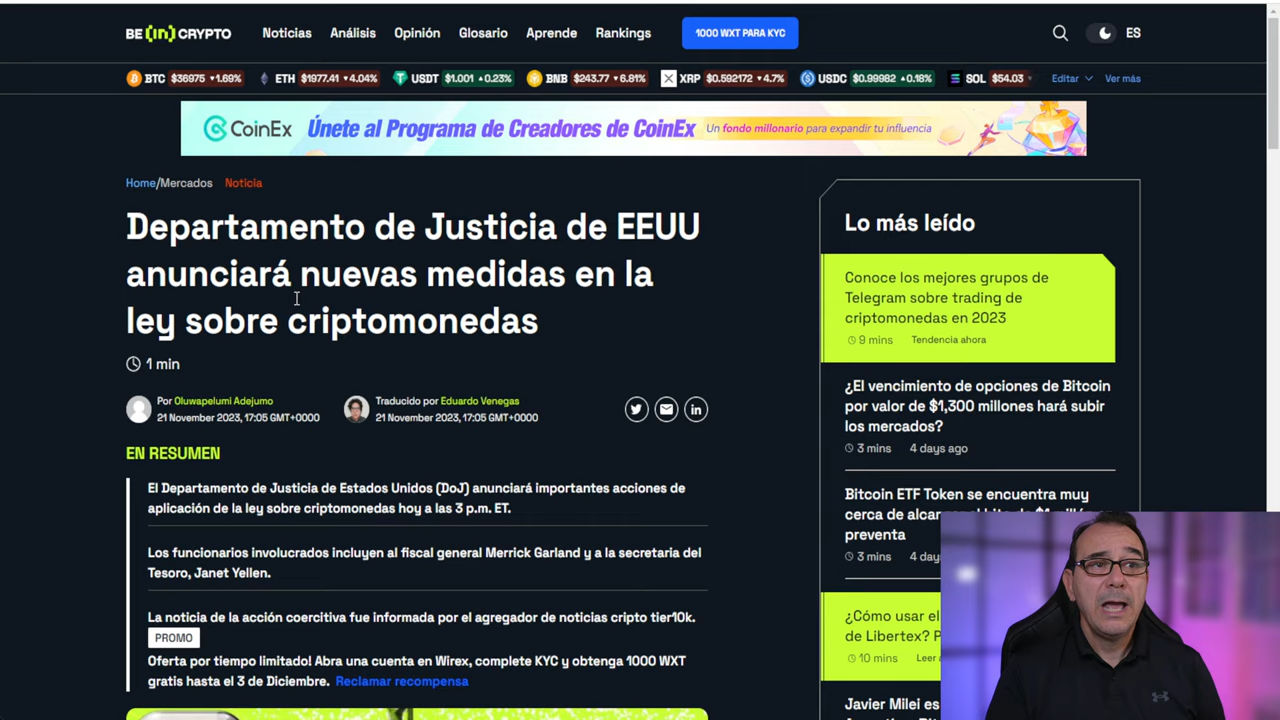 BE [IN] CRYPTO Noticias Análisis Opinión Glosario Aprende Rankings 1000 WXT PARA KYC ES
BTC $36975 ▾1.69% ETH $1977.41 ▾4.04% USDT $1.001 ▴0.23% BNB $243.77 ▾6.81% XRP $0.592172 ▾4.7% USDC $0.99982 ▴0.18% SOL $54.03 Editar Ver más
CoinEx Únete al Programa de Creadores de CoinEx Un fondo millonario para expandir tu influencia
Home/Mercados Noticia
Departamento de Justicia de EEUU
anunciará nuevas medidas en la
ley sobre criptomonedas
1 min
Por Oluwapelumi Adejumo
21 November 2023, 17:05 GMT+0000
Traducido por Eduardo Venegas
21 November 2023, 17:05 GMT+0000
EN RESUMEN
El Departamento de Justicia de Estados Unidos (DoJ) anunciará importantes acciones de
aplicación de la ley sobre criptomonedas hoy a las 3 p.m. ET.
Los funcionarios involucrados incluyen al fiscal general Merrick Garland y a la secretaria del
Tesoro, Janet Yellen.
La noticia de la acción coercitiva fue informada por el agregador de noticias cripto tier10k.
PROMO
Oferta por tiempo limitado! Abra una cuenta en Wirex, complete KYC y obtenga 1000 WXT
gratis hasta el 3 de Diciembre. Reclamar recompensa
Lo más leído
Conoce los mejores grupos de
Telegram sobre trading de
criptomonedas en 2023
9 mins Tendencia ahora
¿El vencimiento de opciones de Bitcoin
por valor de $1,300 millones hará subir
los mercados?
3 mins 4 days ago
Bitcoin ETF Token se encuentra muy
cerca de
preventa
3 mins 4
¿Cómo usar el
de Libertex?
10 mins
Javier Milei es